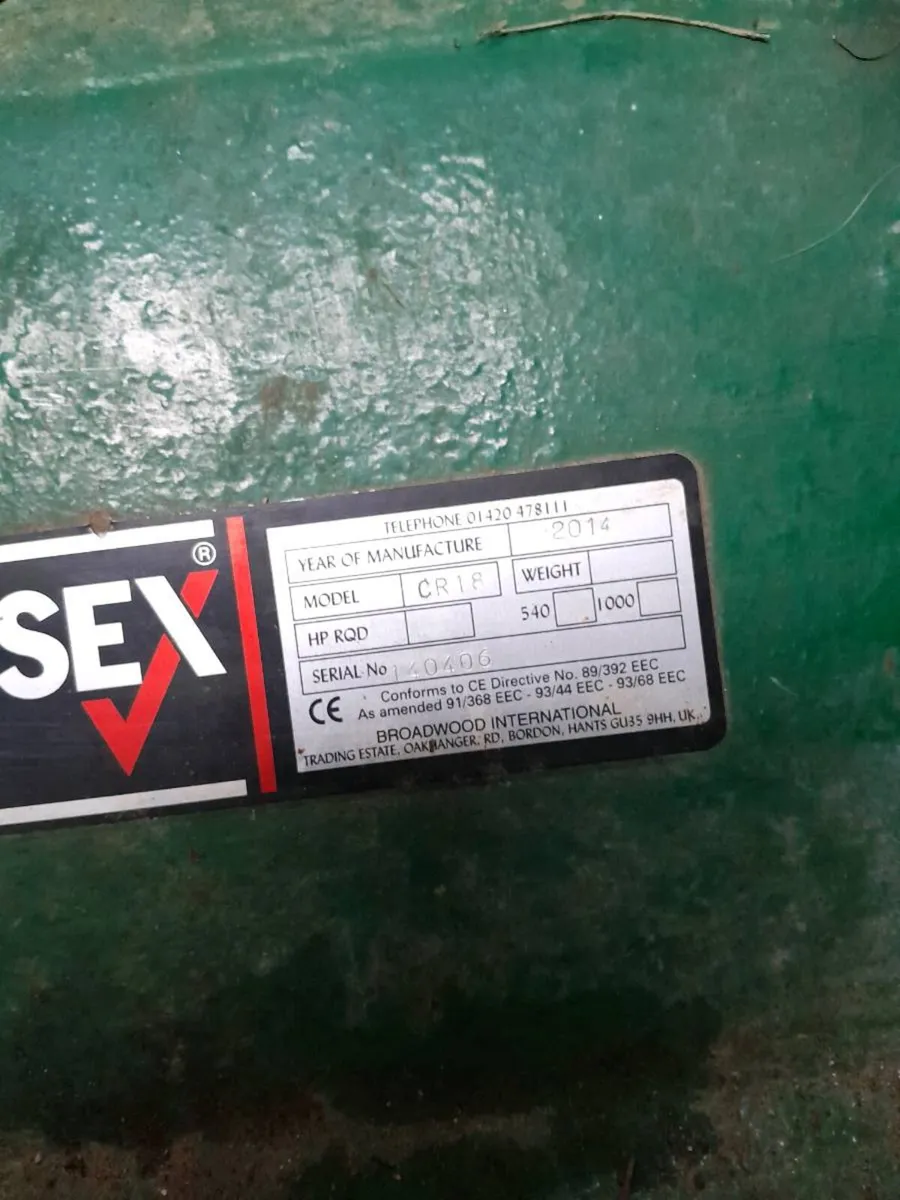 SEX®
TELEPHONE 01420 478111
YEAR OF MANUFACTURE 2014
MODEL CR18 WEIGHT
HP RQD 540 1000
SERIAL No 140406
CE Conforms to CE Directive No. 89/392 EEC
As amended 91/368 EEC - 93/44 EEC - 93/68 EEC
BROADWOOD INTERNATIONAL
TRADING ESTATE, OAKHANGER, RD, BORDON, HANTS GU35 9HH, UK.